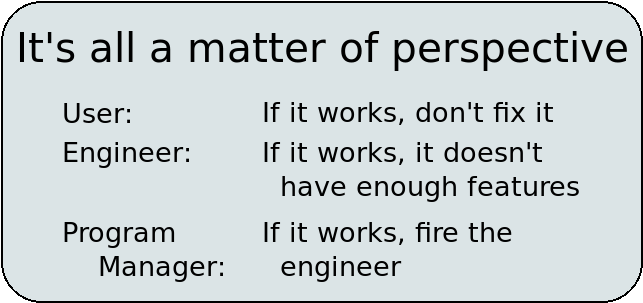 It's all a matter of perspective
User: If it works, don't fix it
Engineer: If it works, it doesn't
have enough features
Program If it works, fire the
Manager: engineer